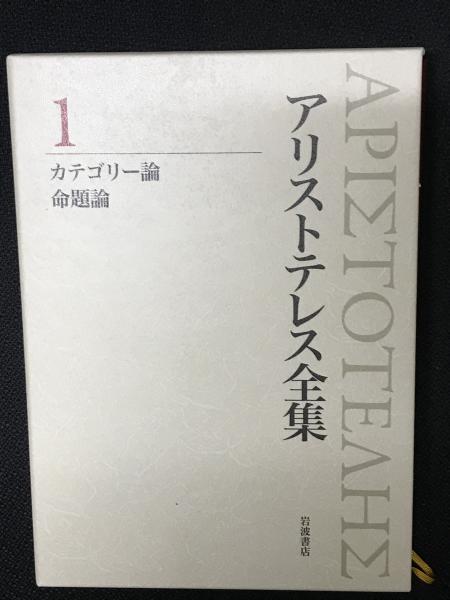 1
カテゴリー論
命題論
アリストテレス全集
ΑΡΙΣΤΟΤΕΛΗΣ
岩波書店